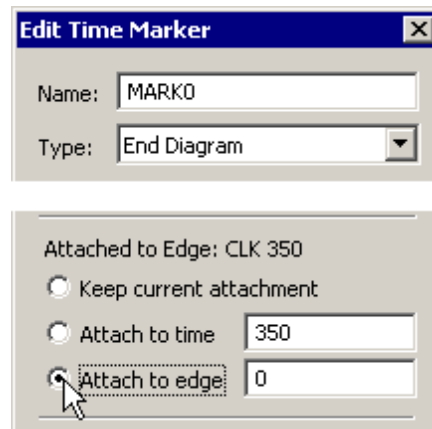 Edit Time Marker
Name: MARK0
Type: End Diagram
Attached to Edge: CLK 350
Keep current attachment
Attach to time 350
Attach to edge 0